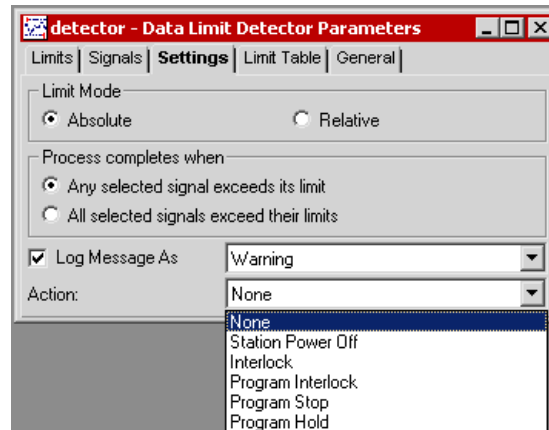 detector - Data Limit Detector Parameters
Limits Signals Settings Limit Table General
Limit Mode
Absolute Relative
Process completes when
Any selected signal exceeds its limit
All selected signals exceed their limits
Log Message As Warning
Action: None
None
Station Power Off
Interlock
Program Interlock
Program Stop
Program Hold